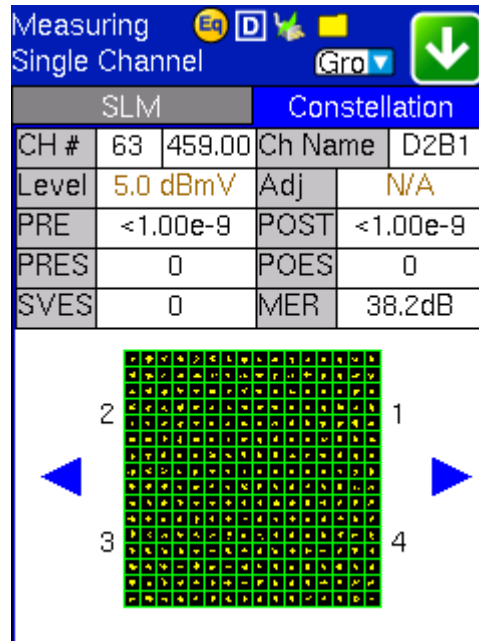 Measuring Eq D
Single Channel Gro
SLM Constellation
CH # 63 459.00 Ch Name D2B1
Level 5.0 dBmV Adj N/A
PRE <1.00e-9 POST <1.00e-9
PRES 0 POES 0
SVES 0 MER 38.2dB
2 1
3 4